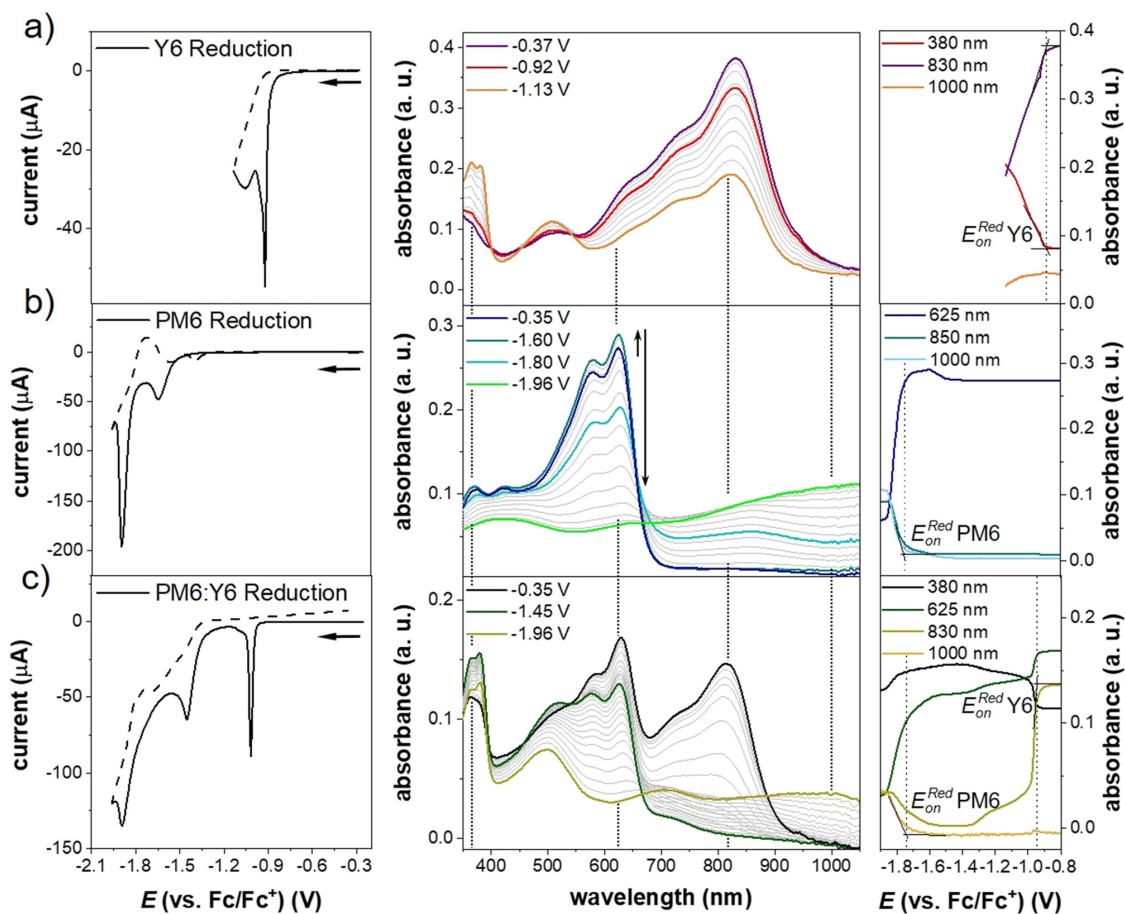 a)
Y6 Reduction
current (μA)
0
-20
-40
-0.37 V
-0.92 V
-1.13 V
absorbance (a. u.)
0.4
0.3
0.2
0.1
0.0
380 nm
830 nm
1000 nm
E_on^Red Y6
0.4
0.3
0.2
0.1
0.0
absorbance (a. u.)
b)
PM6 Reduction
current (μA)
0
-50
-100
-150
-200
-0.35 V
-1.60 V
-1.80 V
-1.96 V
absorbance (a. u.)
0.3
0.2
0.1
625 nm
850 nm
1000 nm
E_on^Red PM6
0.3
0.2
0.1
0.0
absorbance (a. u.)
c)
PM6:Y6 Reduction
current (μA)
0
-50
-100
-150
-2.1 -1.8 -1.5 -1.2 -0.9 -0.6 -0.3
E (vs. Fc/Fc⁺) (V)
-0.35 V
-1.45 V
-1.96 V
absorbance (a. u.)
0.2
0.1
0.0
400 500 600 700 800 900 1000
wavelength (nm)
380 nm
625 nm
830 nm
1000 nm
E_on^Red Y6
E_on^Red PM6
0.2
0.1
0.0
absorbance (a. u.)
-1.8 -1.6 -1.4 -1.2 -1.0 -0.8
E (vs. Fc/Fc⁺) (V)